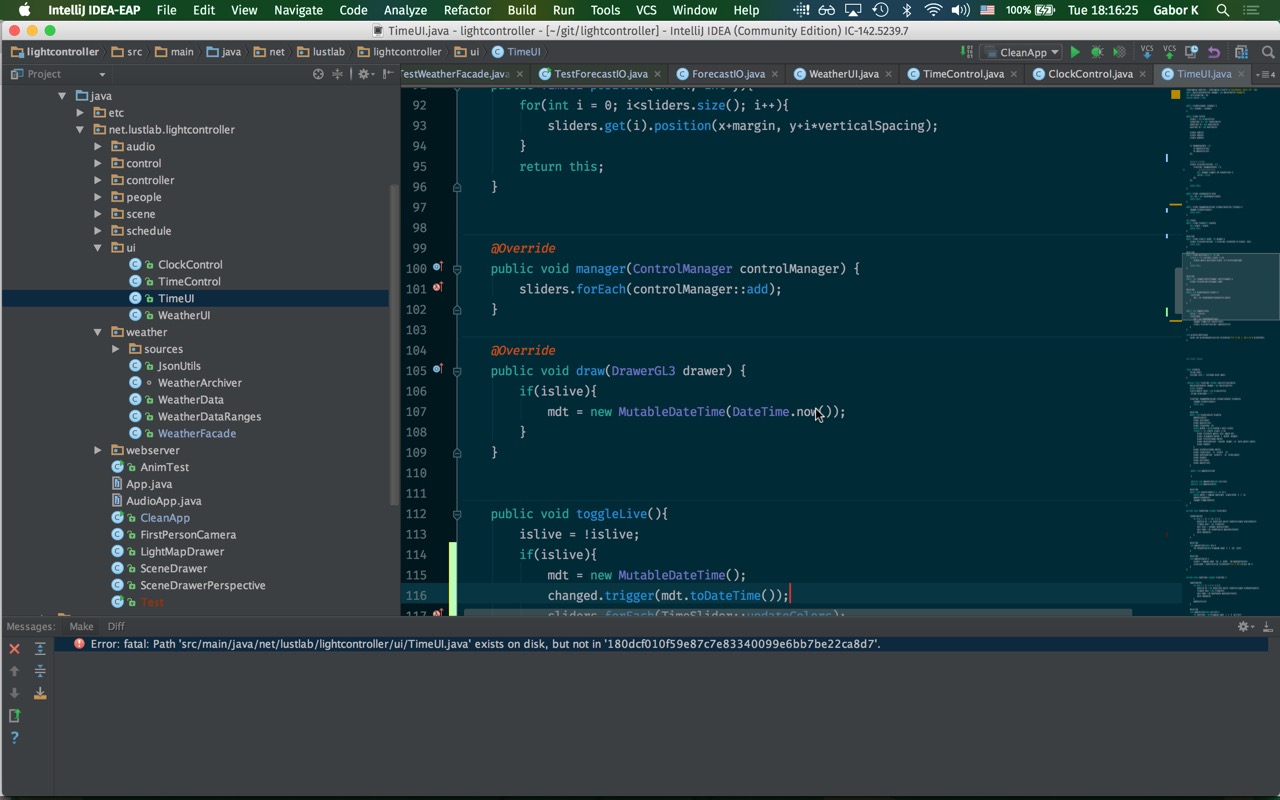 IntelliJ IDEA-EAP File Edit View Navigate Code Analyze Refactor Build Run Tools VCS Window Help 100% Tue 18:16:25 Gabor K
TimeUI.java - lightcontroller - [~/git/lightcontroller] - IntelliJ IDEA (Community Edition) IC-142.5239.7
lightcontroller src main java net lustlab lightcontroller ui TimeUI CleanApp VCS VCS
Project
TestWeatherFacade.java TestForecastIO.java ForecastIO.java WeatherUI.java TimeControl.java ClockControl.java TimeUI.java
java
etc
net.lustlab.lightcontroller
audio
control
controller
people
scene
schedule
ui
ClockControl
TimeControl
TimeUI
WeatherUI
weather
sources
JsonUtils
WeatherArchiver
WeatherData
WeatherDataRanges
WeatherFacade
webserver
AnimTest
App.java
AudioApp.java
CleanApp
FirstPersonCamera
LightMapDrawer
SceneDrawer
SceneDrawerPerspective
Test
92 for(int i = 0; i<sliders.size(); i++){
93 sliders.get(i).position(x+margin, y+i*verticalSpacing);
94 }
95 return this;
96 }
97
98
99 @Override
100 public void manager(ControlManager controlManager) {
101 sliders.forEach(controlManager::add);
102 }
103
104 @Override
105 public void draw(DrawerGL3 drawer) {
106 if(islive){
107 mdt = new MutableDateTime(DateTime.now());
108 }
109 }
110
111
112 public void toggleLive(){
113 islive = !islive;
114 if(islive){
115 mdt = new MutableDateTime();
116 changed.trigger(mdt.toDateTime());
117 sliders.forEach(TimeSlider::updateColors);
Messages: Make Diff
Error: fatal: Path 'src/main/java/net/lustlab/lightcontroller/ui/TimeUI.java' exists on disk, but not in '180dcf010f59e87c7e83340099e6bb7be22ca8d7'.